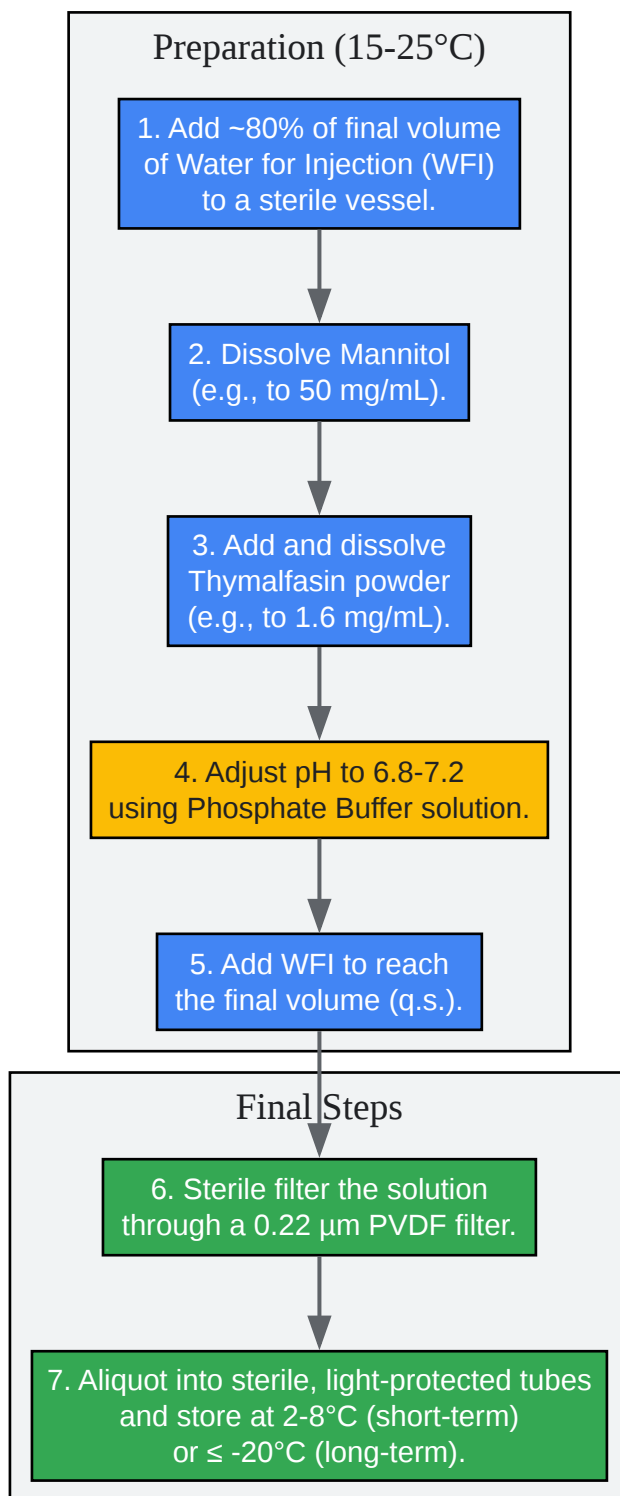 Preparation (15-25°C)
1. Add ~80% of final volume
of Water for Injection (WFI)
to a sterile vessel.
2. Dissolve Mannitol
(e.g., to 50 mg/mL).
3. Add and dissolve
Thymalfasin powder
(e.g., to 1.6 mg/mL).
4. Adjust pH to 6.8-7.2
using Phosphate Buffer solution.
5. Add WFI to reach
the final volume (q.s.).
Final Steps
6. Sterile filter the solution
through a 0.22 µm PVDF filter.
7. Aliquot into sterile, light-protected tubes
and store at 2-8°C (short-term)
or ≤ -20°C (long-term).